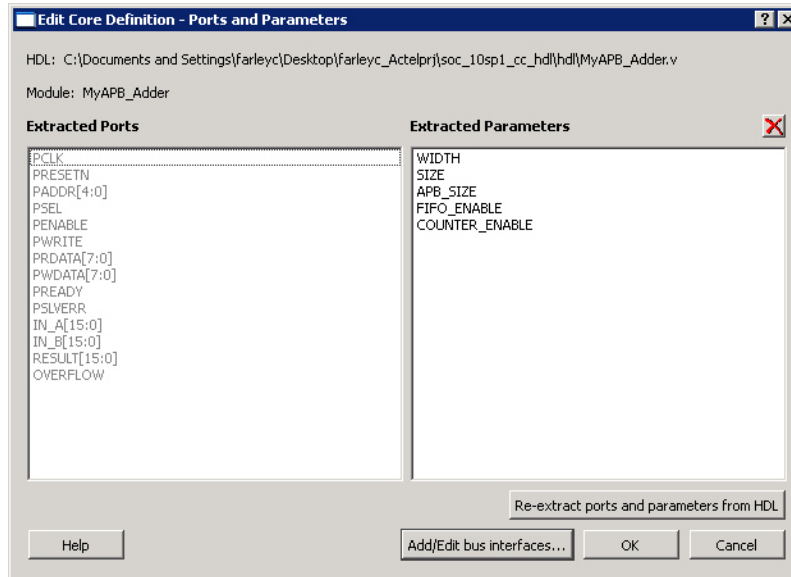 Edit Core Definition - Ports and Parameters
HDL: C:\Documents and Settings\farleyc\Desktop\farleyc_Actelprj\soc_10sp1_cc_hdl\hdl\MyAPB_Adder.v
Module: MyAPB_Adder
Extracted Ports
PCLK
PRESETN
PADDR[4:0]
PSEL
PENABLE
PWRITE
PRDATA[7:0]
PWDATA[7:0]
PREADY
PSLVERR
IN_A[15:0]
IN_B[15:0]
RESULT[15:0]
OVERFLOW
Extracted Parameters
WIDTH
SIZE
APB_SIZE
FIFO_ENABLE
COUNTER_ENABLE
Re-extract ports and parameters from HDL
Help
Add/Edit bus interfaces...
OK
Cancel